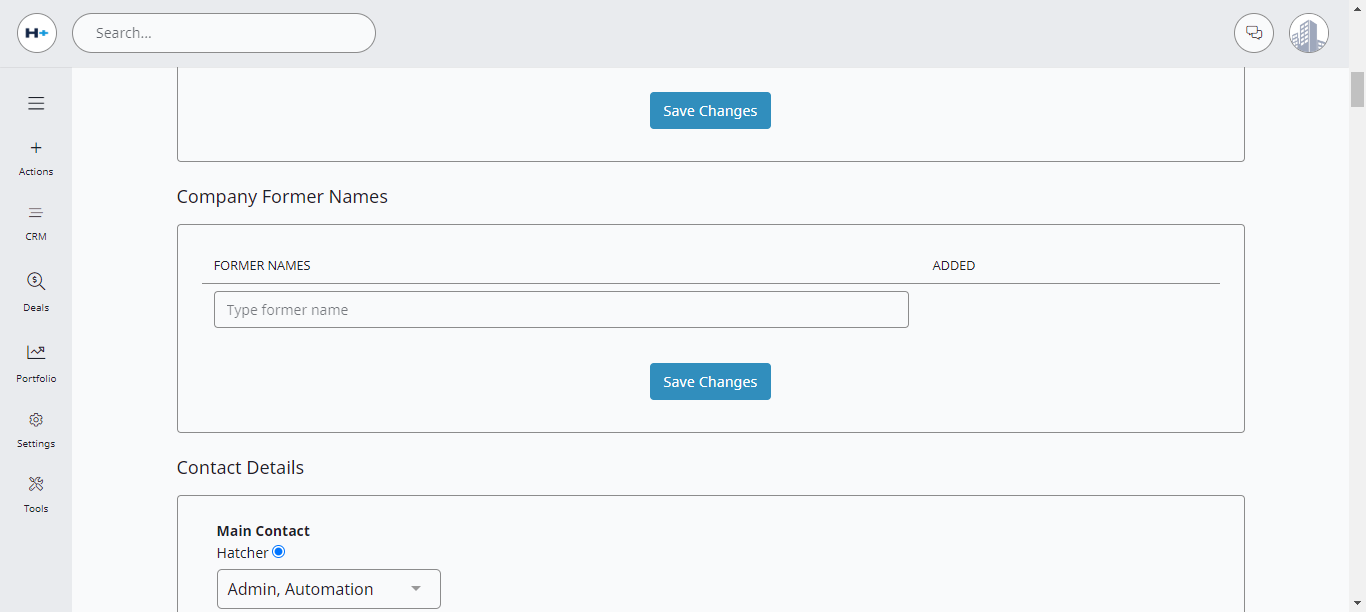 H+
Search...
Save Changes
Actions
Company Former Names
CRM
FORMER NAMES ADDED
Type former name
Deals
Save Changes
Portfolio
Settings
Contact Details
Tools
Main Contact
Hatcher
Admin, Automation